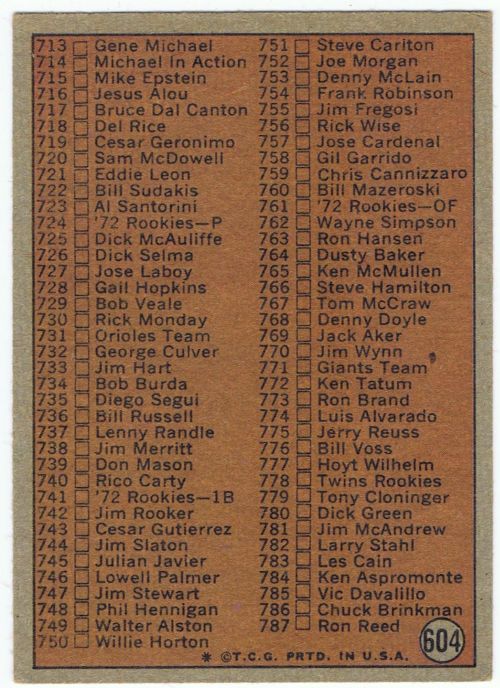 713 Gene Michael
714 Michael In Action
715 Mike Epstein
716 Jesus Alou
717 Bruce Dal Canton
718 Del Rice
719 Cesar Geronimo
720 Sam McDowell
721 Eddie Leon
722 Bill Sudakis
723 Al Santorini
724 '72 Rookies—P
725 Dick McAuliffe
726 Dick Selma
727 Jose Laboy
728 Gail Hopkins
729 Bob Veale
730 Rick Monday
731 Orioles Team
732 George Culver
733 Jim Hart
734 Bob Burda
735 Diego Segui
736 Bill Russell
737 Lenny Randle
738 Jim Merritt
739 Don Mason
740 Rico Carty
741 '72 Rookies—1B
742 Jim Rooker
743 Cesar Gutierrez
744 Jim Slaton
745 Julian Javier
746 Lowell Palmer
747 Jim Stewart
748 Phil Hennigan
749 Walter Alston
750 Willie Horton
751 Steve Carlton
752 Joe Morgan
753 Denny McLain
754 Frank Robinson
755 Jim Fregosi
756 Rick Wise
757 Jose Cardenal
758 Gil Garrido
759 Chris Cannizzaro
760 Bill Mazeroski
761 '72 Rookies—OF
762 Wayne Simpson
763 Ron Hansen
764 Dusty Baker
765 Ken McMullen
766 Steve Hamilton
767 Tom McCraw
768 Denny Doyle
769 Jack Aker
770 Jim Wynn
771 Giants Team
772 Ken Tatum
773 Ron Brand
774 Luis Alvarado
775 Jerry Reuss
776 Bill Voss
777 Hoyt Wilhelm
778 Twins Rookies
779 Tony Cloninger
780 Dick Green
781 Jim McAndrew
782 Larry Stahl
783 Les Cain
784 Ken Aspromonte
785 Vic Davalillo
786 Chuck Brinkman
787 Ron Reed
604
* ©T.C.G. PRTD. IN U.S.A.